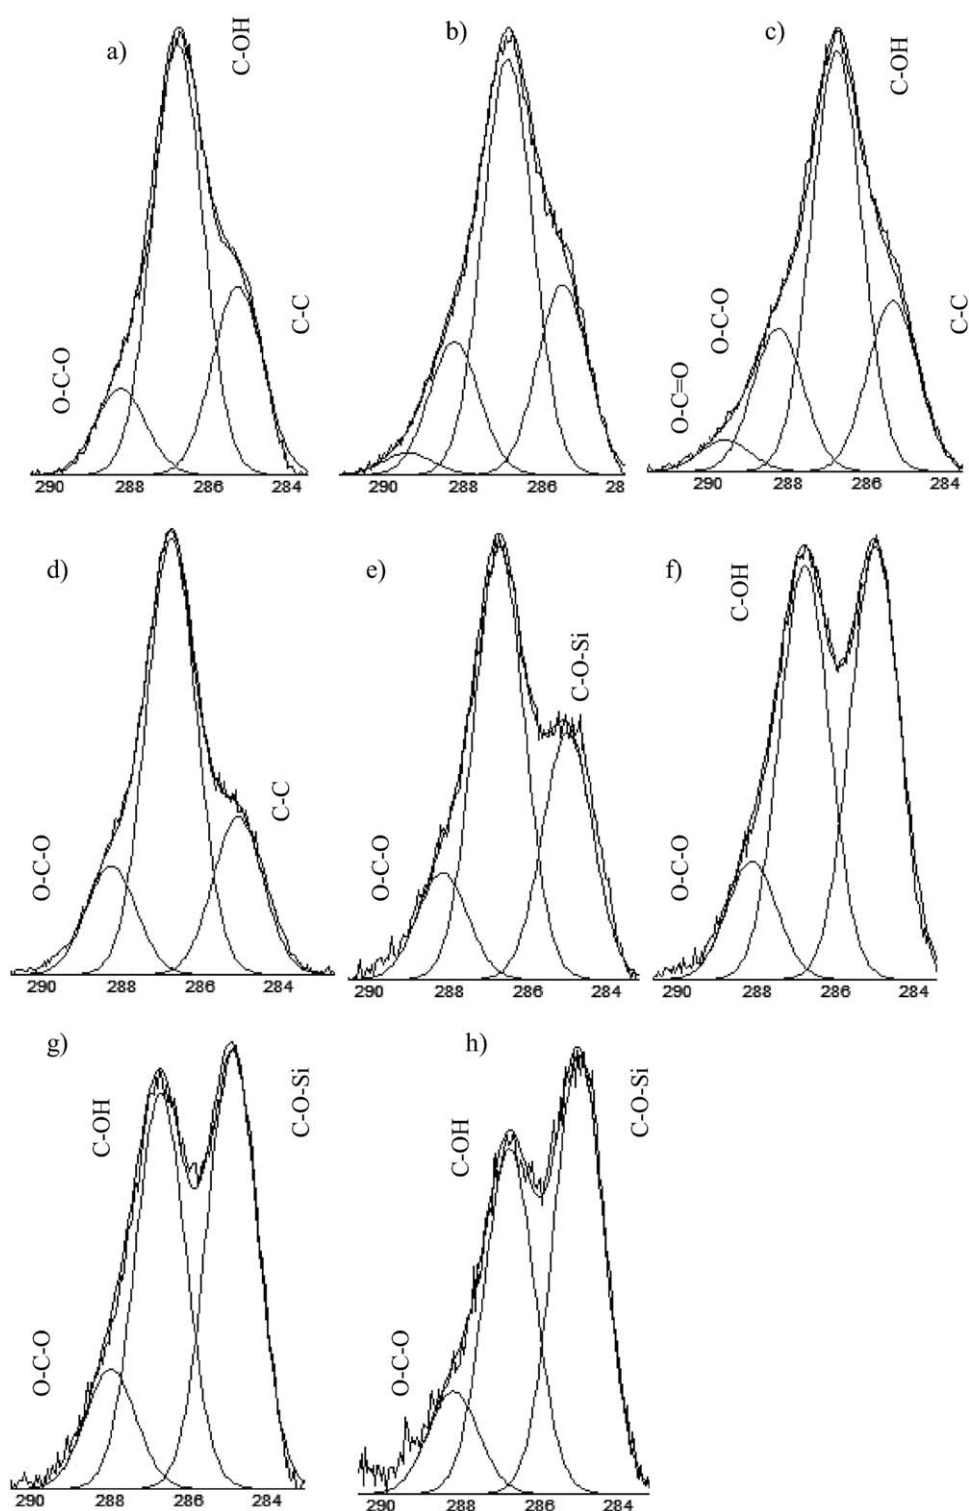 a)
C-OH
O-C-O
C-C
290 288 286 284
b)
290 288 286 28
c)
C-OH
O-C-O
O-C=O
C-C
290 288 286 284
d)
O-C-O
C-C
290 288 286 284
e)
O-C-O
C-O-Si
290 288 286 284
f)
C-OH
O-C-O
290 288 286 284
g)
C-OH
O-C-O
C-O-Si
290 288 286 284
h)
C-OH
O-C-O
C-O-Si
290 288 286 284